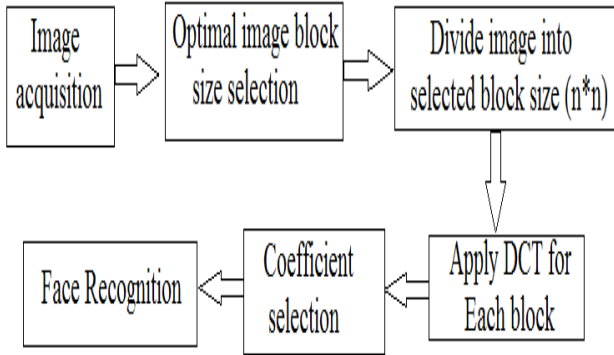 Image
acquisition
Optimal image block
size selection
Divide image into
selected block size (n*n)
Apply DCT for
Each block
Coefficient
selection
Face Recognition